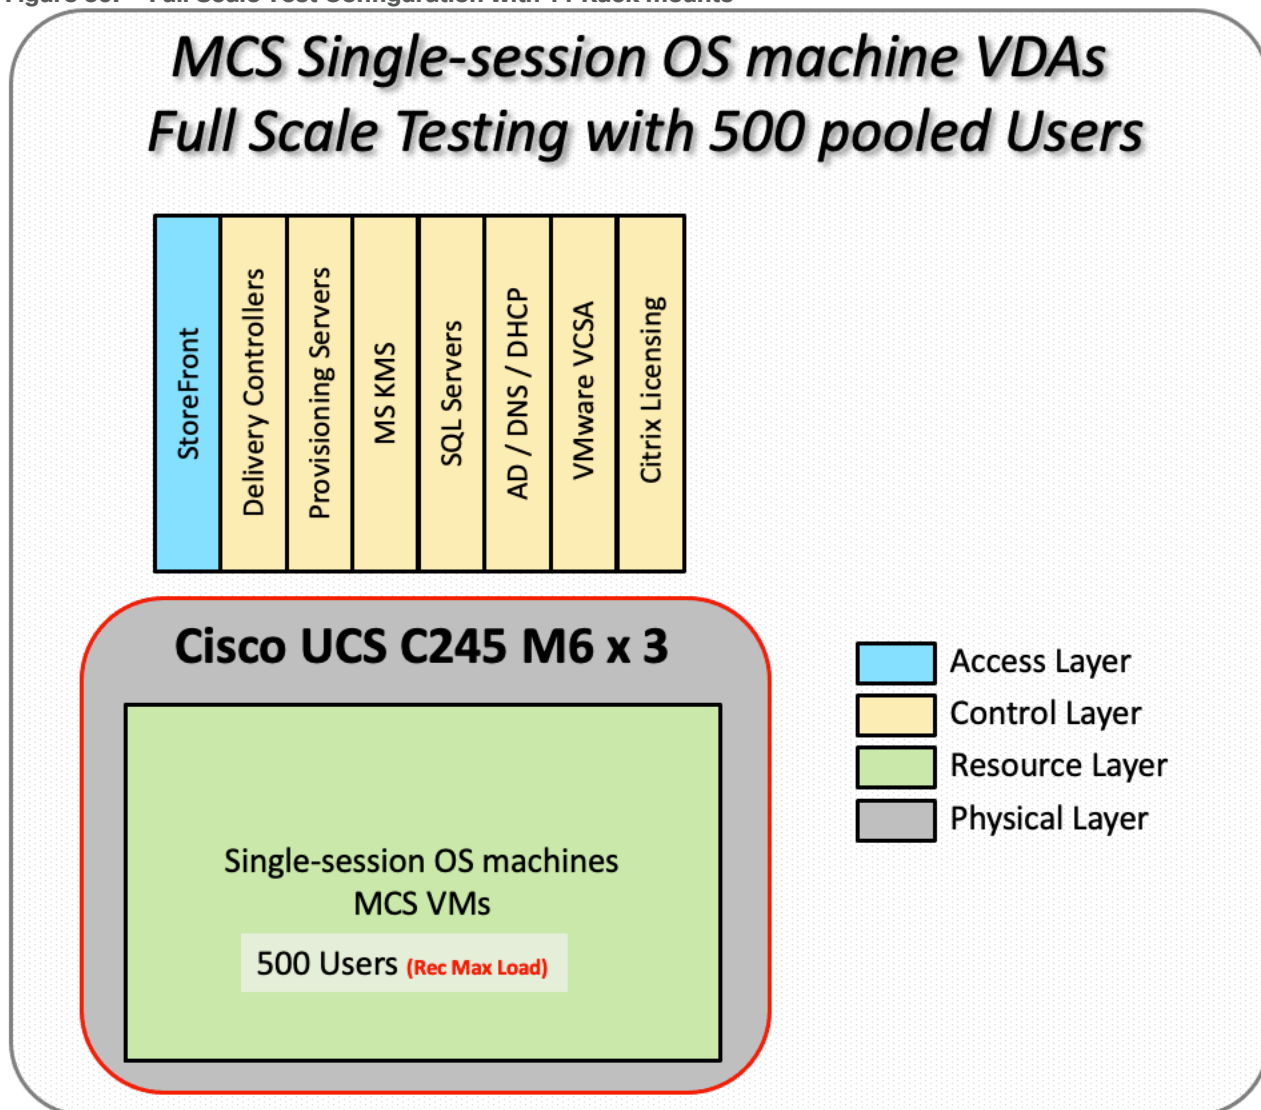 MCS Single-session OS machine VDAs
Full Scale Testing with 500 pooled Users
StoreFront
Delivery Controllers
Provisioning Servers
MS KMS
SQL Servers
AD / DNS / DHCP
VMware VCSA
Citrix Licensing
Cisco UCS C245 M6 x 3
Single-session OS machines
MCS VMs
500 Users (Rec Max Load)
Access Layer
Control Layer
Resource Layer
Physical Layer